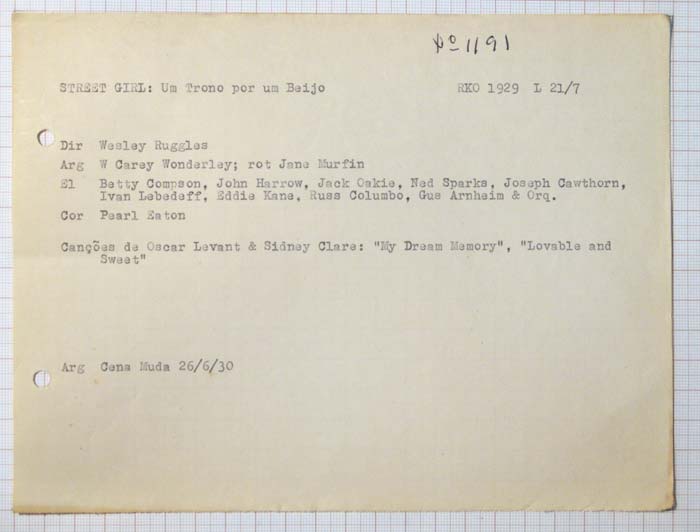 Nº 1191
STREET GIRL: Um Trono por um Beijo RKO 1929 L 21/7
Dir Wesley Ruggles
Arg W Carey Wonderley; rot Jane Murfin
El Betty Compson, John Harrow, Jack Oakie, Ned Sparks, Joseph Cawthorn,
Ivan Lebedeff, Eddie Kane, Russ Columbo, Gus Arnheim & Orq.
Cor Pearl Eaton
Canções de Oscar Levant & Sidney Clare: "My Dream Memory", "Lovable and
Sweet"
Arg Cena Muda 26/6/30